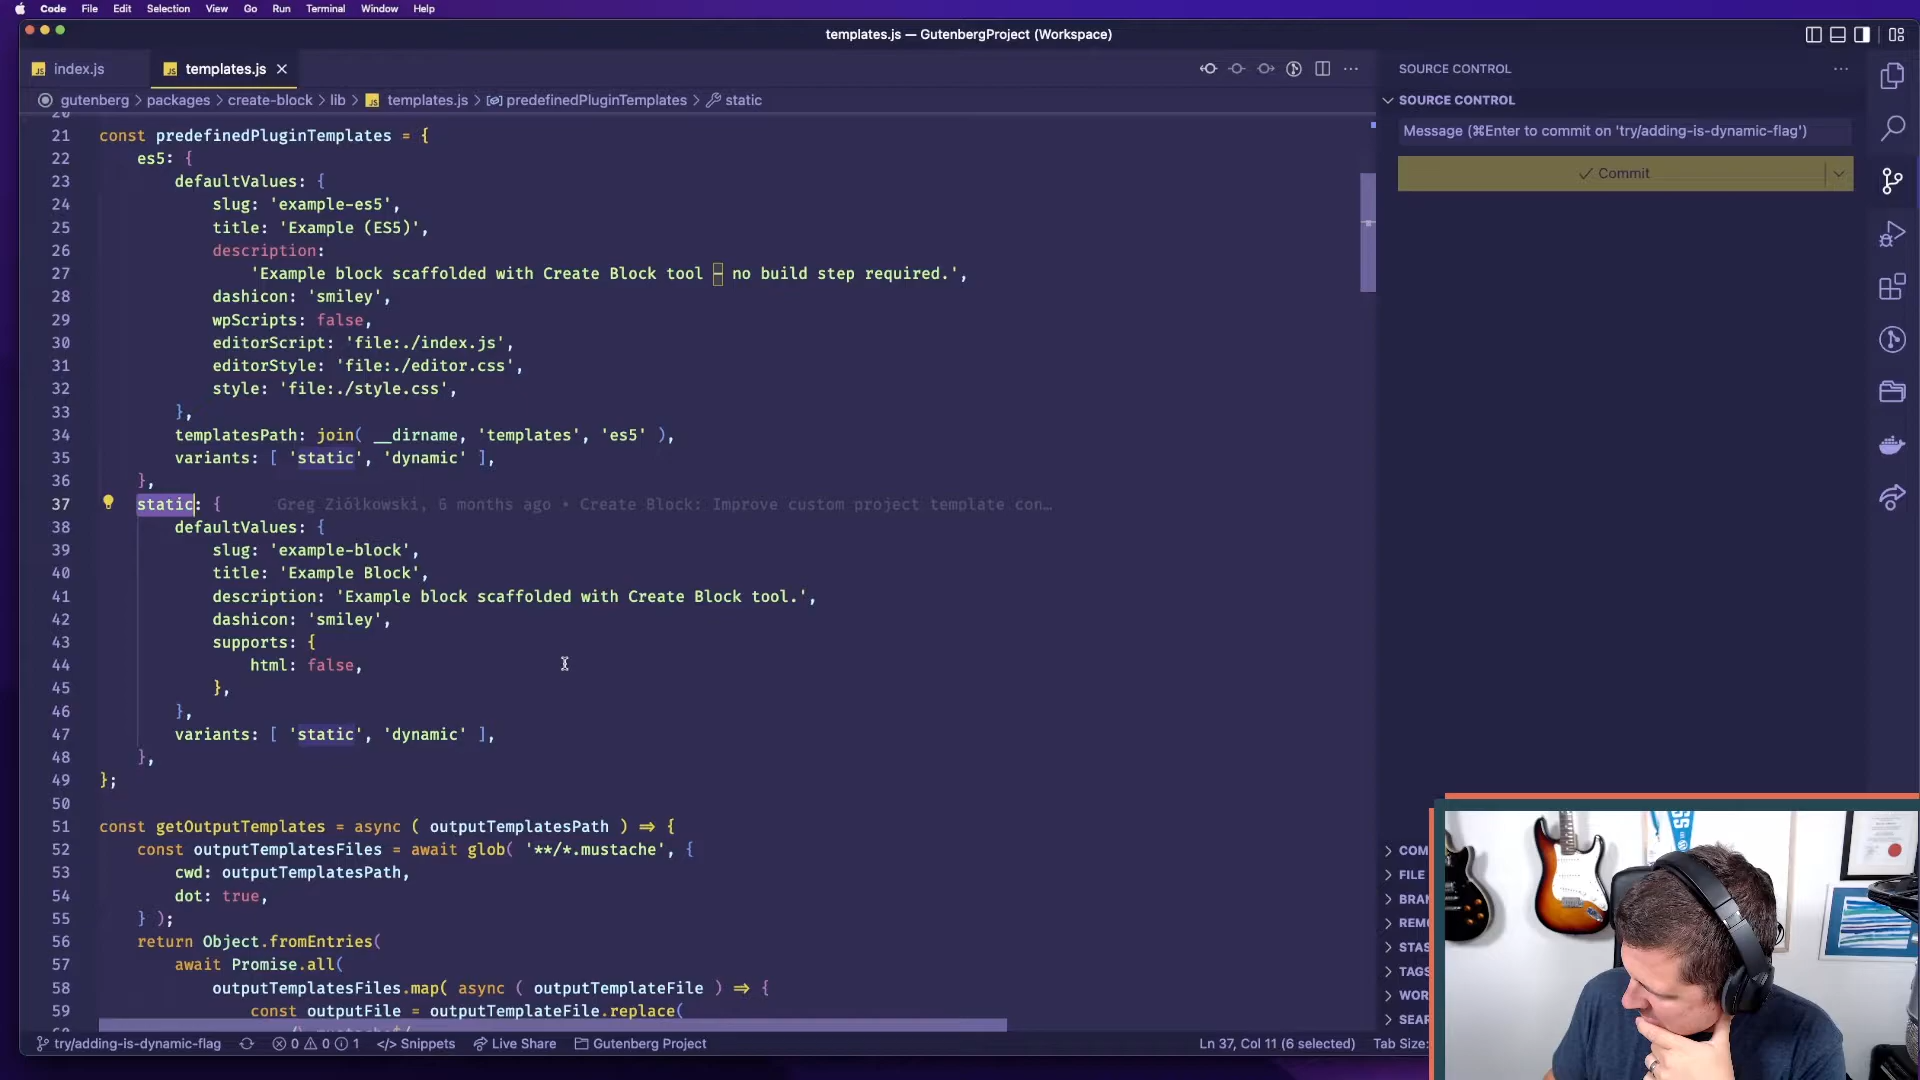 Code File Edit Selection View Go Run Terminal Window Help
templates.js — GutenbergProject (Workspace)
index.js
templates.js
gutenberg > packages > create-block > lib > templates.js > predefinedPluginTemplates > static
21 const predefinedPluginTemplates = {
22 es5: {
23 defaultValues: {
24 slug: 'example-es5',
25 title: 'Example (ES5)',
26 description:
27 'Example block scaffolded with Create Block tool – no build step required.',
28 dashicon: 'smiley',
29 wpScripts: false,
30 editorScript: 'file:./index.js',
31 editorStyle: 'file:./editor.css',
32 style: 'file:./style.css',
33 },
34 templatesPath: join( __dirname, 'templates', 'es5' ),
35 variants: [ 'static', 'dynamic' ],
36 },
37 static: { Greg Ziółkowski, 6 months ago • Create Block: Improve custom project template con…
38 defaultValues: {
39 slug: 'example-block',
40 title: 'Example Block',
41 description: 'Example block scaffolded with Create Block tool.',
42 dashicon: 'smiley',
43 supports: {
44 html: false,
45 },
46 },
47 variants: [ 'static', 'dynamic' ],
48 },
49 };
50
51 const getOutputTemplates = async ( outputTemplatesPath ) => {
52 const outputTemplatesFiles = await glob( '**/*.mustache', {
53 cwd: outputTemplatesPath,
54 dot: true,
55 } );
56 return Object.fromEntries(
57 await Promise.all(
58 outputTemplatesFiles.map( async ( outputTemplateFile ) => {
59 const outputFile = outputTemplateFile.replace(
SOURCE CONTROL
SOURCE CONTROL
Message (⌘Enter to commit on 'try/adding-is-dynamic-flag')
Commit
COM
FILE
BRAN
REMO
STAS
TAGS
WOR
SEAR
try/adding-is-dynamic-flag 0 0 1 </> Snippets Live Share Gutenberg Project Ln 37, Col 11 (6 selected) Tab Size: